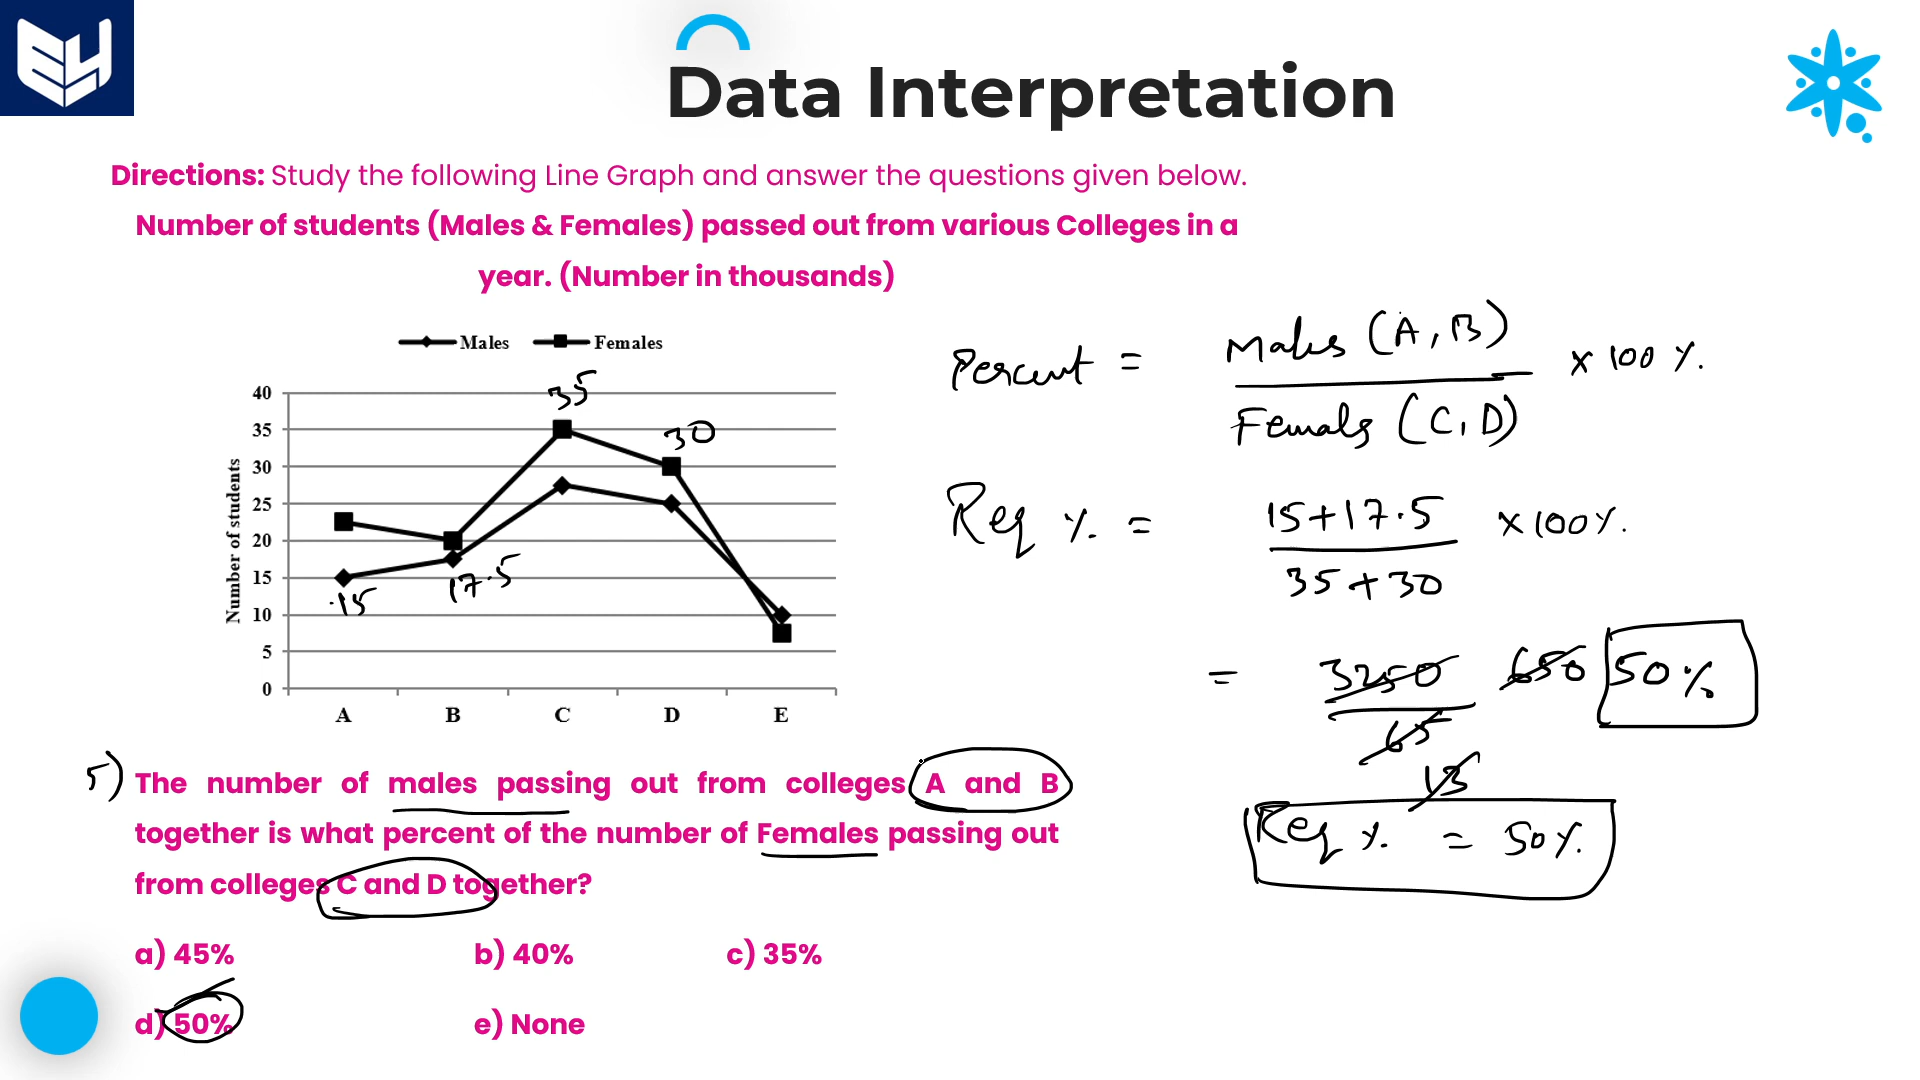 EY
Data Interpretation
Directions: Study the following Line Graph and answer the questions given below.
Number of students (Males & Females) passed out from various Colleges in a
year. (Number in thousands)
Males Females
Number of students
40
35
30
25
20
15
10
5
0
A B C D E
35
30
15
17.5
Percent = Males (A, B) × 100 %.
Females (C, D)
Req %. = 15+17.5 ×100%.
35+30
= 3250 650 50%
65
13
Req %. = 50%.
5) The number of males passing out from colleges A and B
together is what percent of the number of Females passing out
from colleges C and D together?
a) 45% b) 40% c) 35%
d) 50% e) None